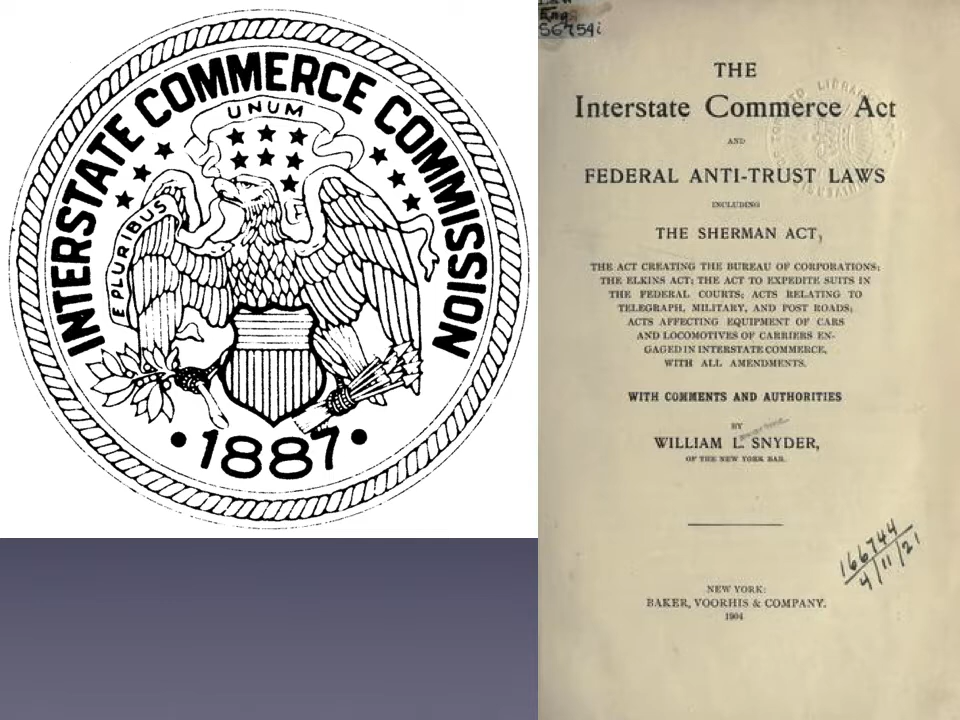 INTERSTATE COMMERCE COMMISSION
E PLURIBUS
UNUM
• 1887 •
Eng
S6754i
THE
Interstate Commerce Act
AND
FEDERAL ANTI-TRUST LAWS
INCLUDING
THE SHERMAN ACT,
THE ACT CREATING THE BUREAU OF CORPORATIONS;
THE ELKINS ACT; THE ACT TO EXPEDITE SUITS IN
THE FEDERAL COURTS; ACTS RELATING TO
TELEGRAPH, MILITARY, AND POST ROADS;
ACTS AFFECTING EQUIPMENT OF CARS
AND LOCOMOTIVES OF CARRIERS EN-
GAGED IN INTERSTATE COMMERCE,
WITH ALL AMENDMENTS.
WITH COMMENTS AND AUTHORITIES
BY
WILLIAM L. SNYDER,
OF THE NEW YORK BAR.
166744
4/11/21
NEW YORK:
BAKER, VOORHIS & COMPANY.
1904